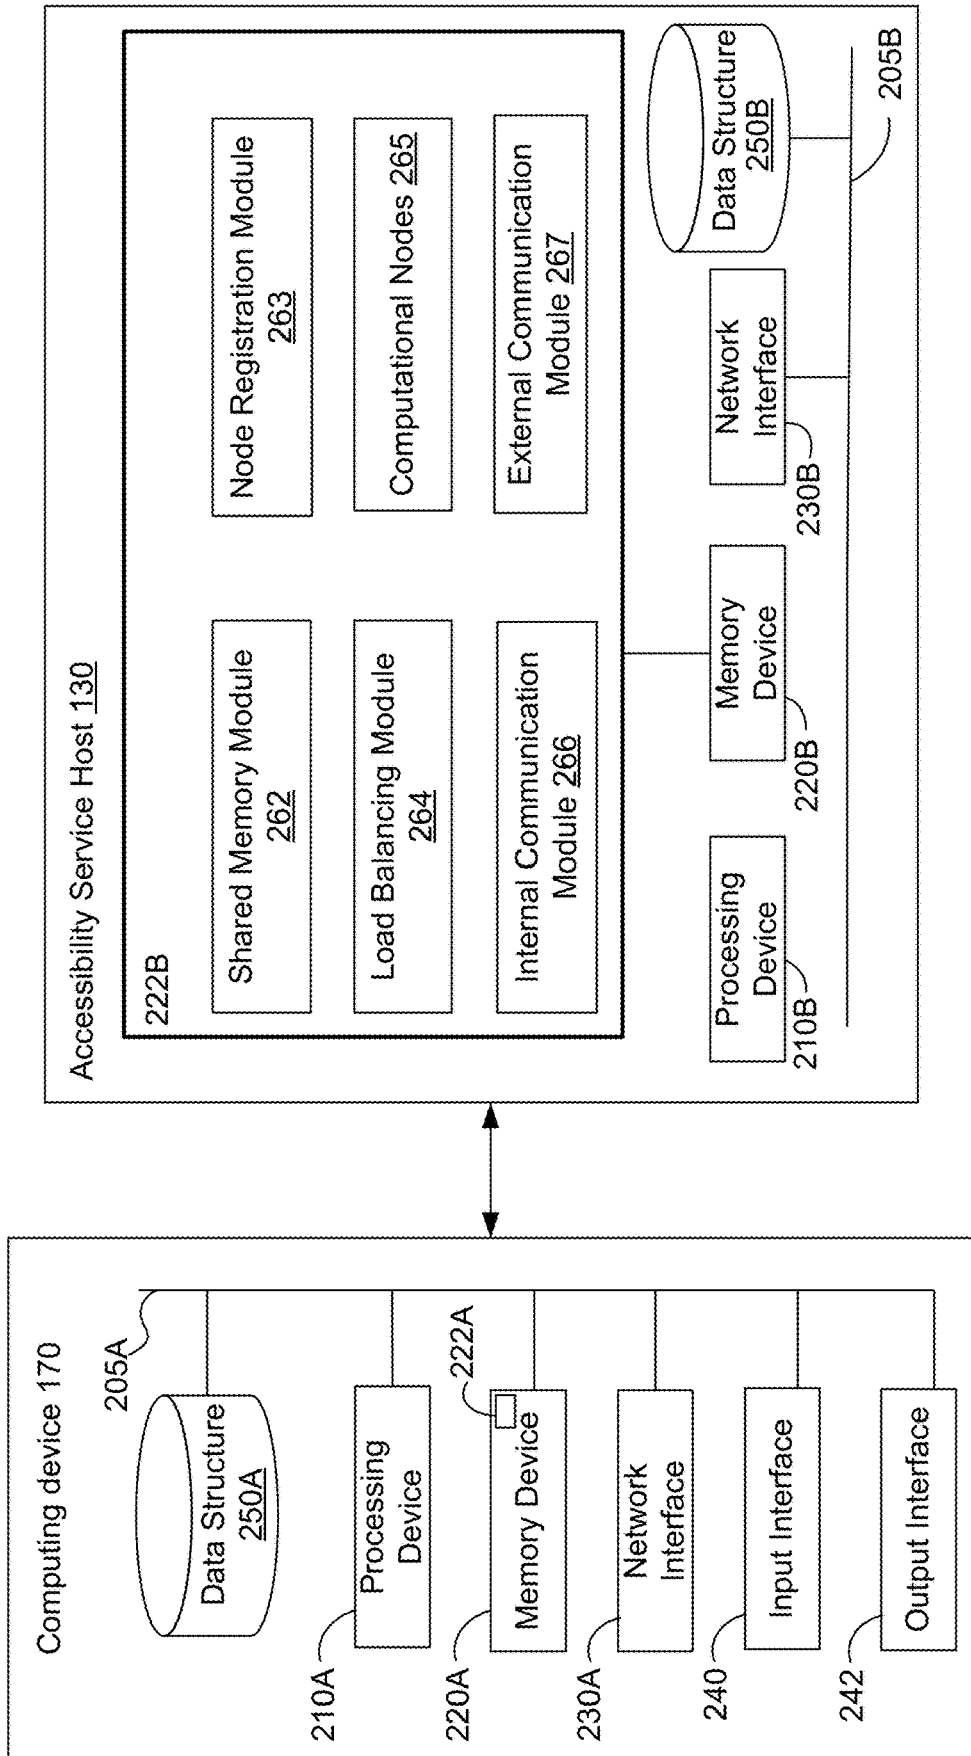 Computing device 170
205A
Data Structure
250A
210A
Processing
Device
220A
Memory Device
222A
230A
Network
Interface
240
Input Interface
242
Output Interface
Accessibility Service Host 130
222B
Shared Memory Module
262
Node Registration Module
263
Load Balancing Module
264
Computational Nodes 265
Internal Communication
Module 266
External Communication
Module 267
Processing
Device
210B
Memory
Device
220B
Network
Interface
230B
Data Structure
250B
205B